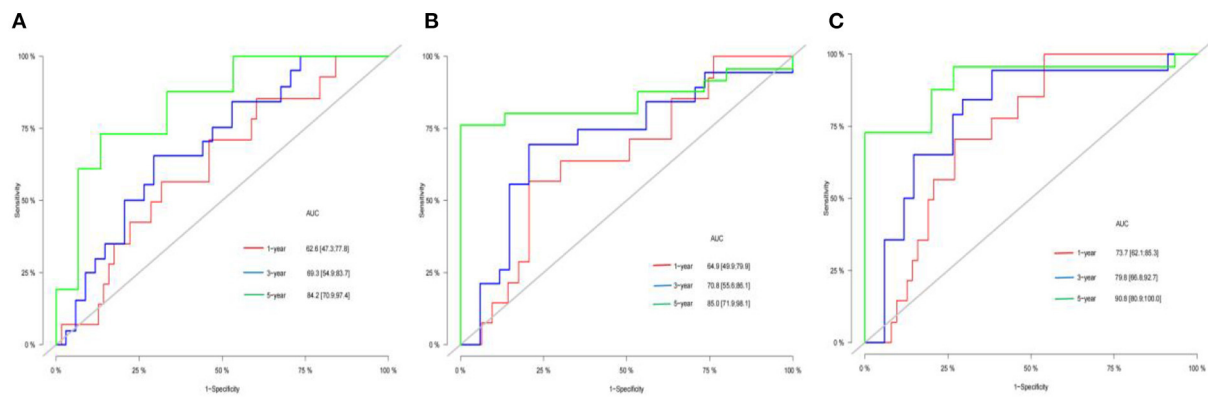 A
100 %
75 %
50 %
25 %
0 %
Sensitivity
0 %
25 %
50 %
75 %
100 %
1-Specificity
AUC
1-year 62.6 [47.3;77.8]
3-year 69.3 [54.9;83.7]
5-year 84.2 [70.9;97.4]
B
100 %
75 %
50 %
25 %
0 %
Sensitivity
0 %
25 %
50 %
75 %
100 %
1-Specificity
AUC
1-year 64.9 [49.9;79.9]
3-year 70.8 [55.6;86.1]
5-year 85.0 [71.9;98.1]
C
100 %
75 %
50 %
25 %
0 %
Sensitivity
0 %
25 %
50 %
75 %
100 %
1-Specificity
AUC
1-year 73.7 [62.1;85.3]
3-year 79.8 [66.8;92.7]
5-year 90.8 [80.9;100.0]